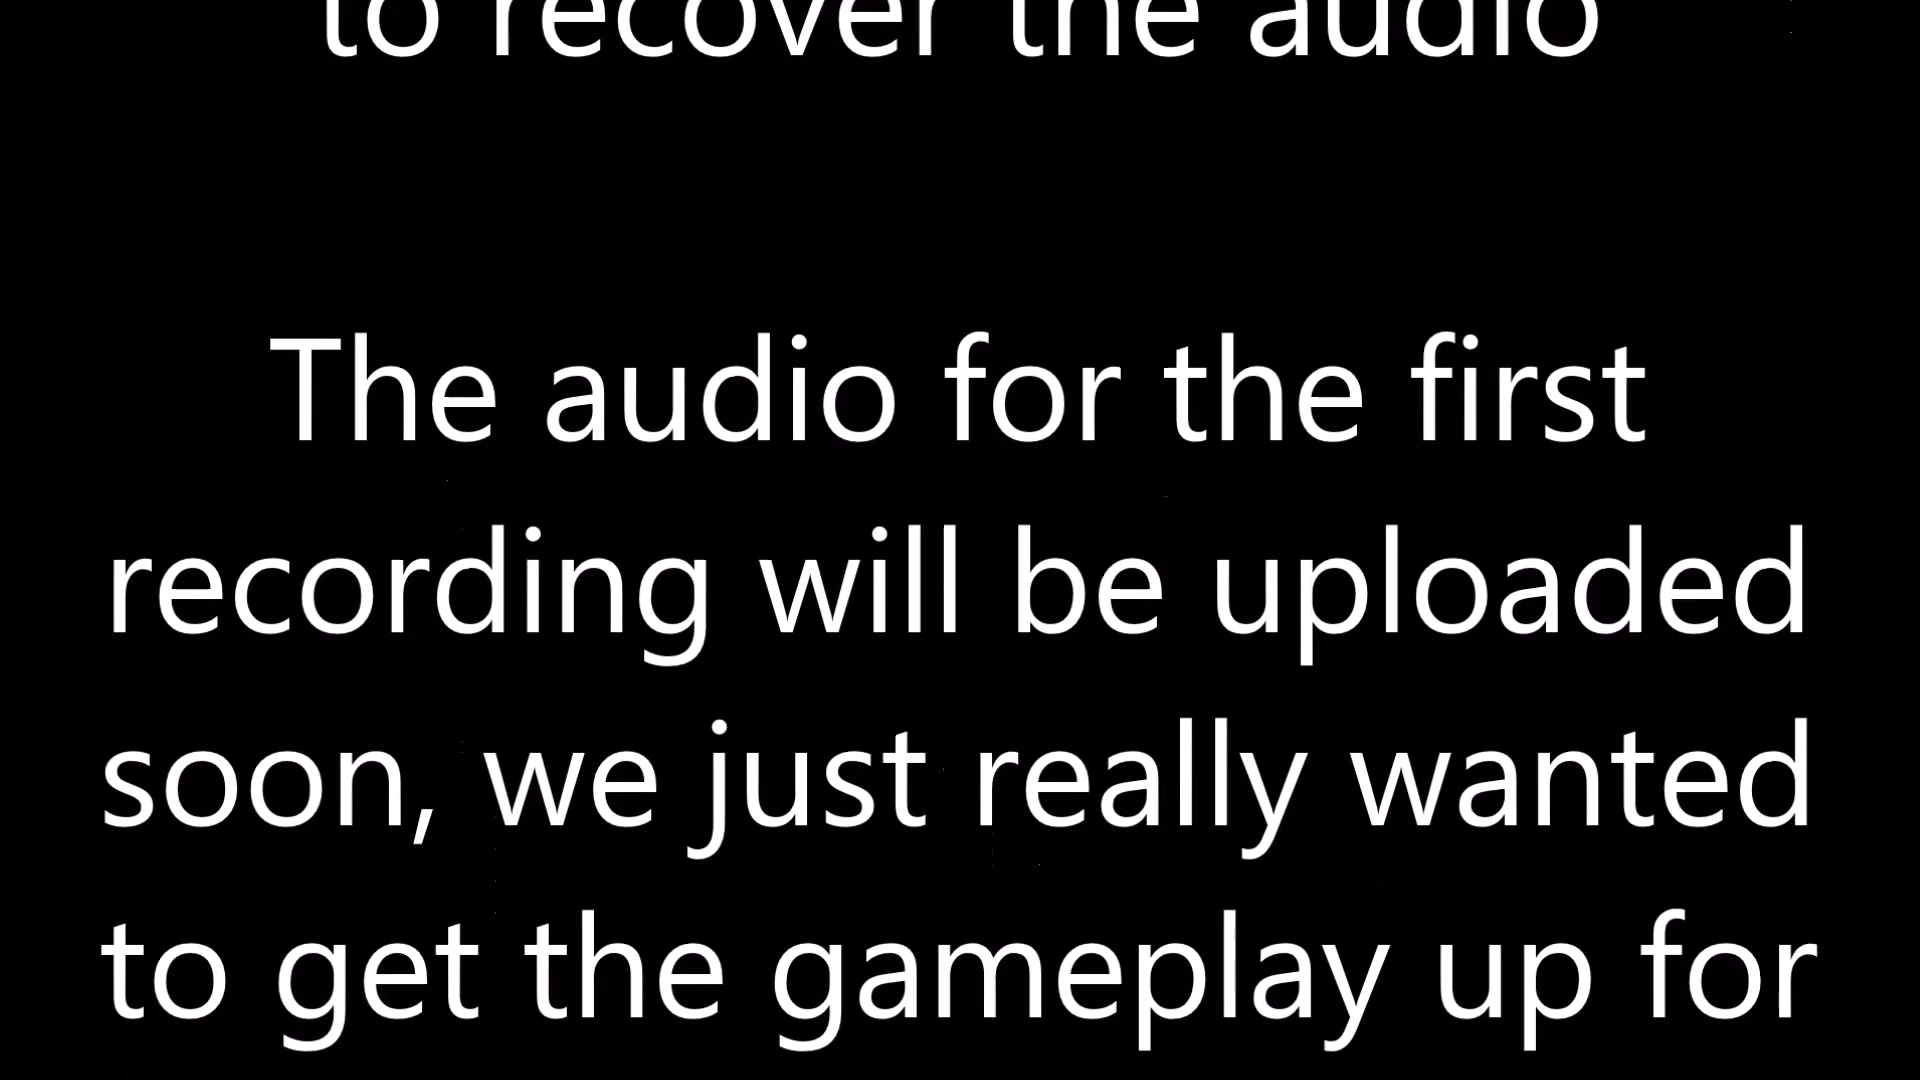 to recover the audio
The audio for the first
recording will be uploaded
soon, we just really wanted
to get the gameplay up for